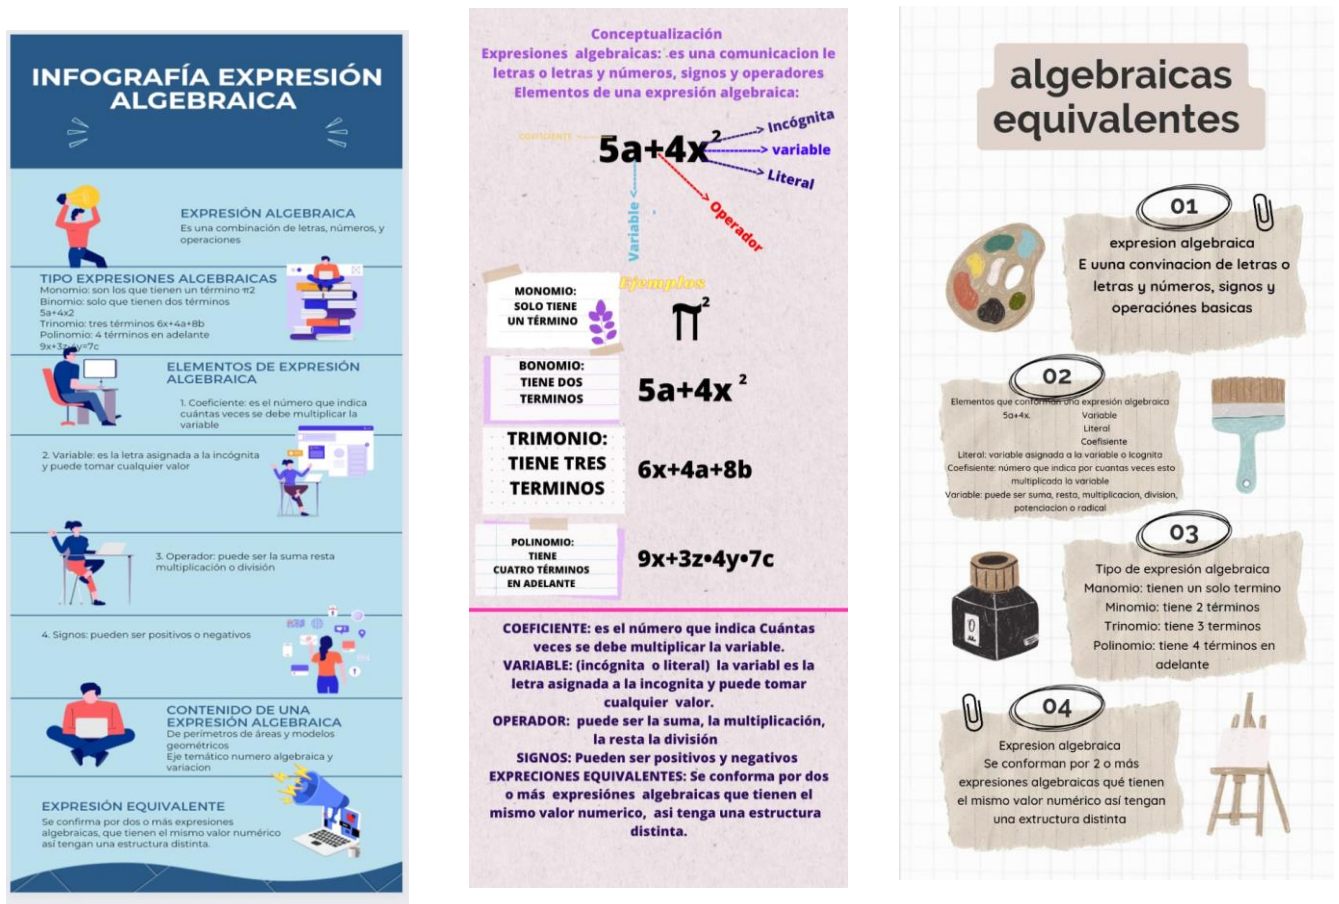 INFOGRAFÍA EXPRESIÓN
ALGEBRAICA
EXPRESIÓN ALGEBRAICA
Es una combinación de letras, números, y
operaciones
TIPO EXPRESIONES ALGEBRAICAS
Monomio: son los que tienen un término π2
Binomio: solo que tienen dos términos
5a+4x2
Trinomio: tres términos 6x+4a+8b
Polinomio: 4 términos en adelante
9x+3z·4y=7c
ELEMENTOS DE EXPRESIÓN
ALGEBRAICA
1. Coeficiente: es el número que indica
cuántas veces se debe multiplicar la
variable
2. Variable: es la letra asignada a la incógnita
y puede tomar cualquier valor
3. Operador: puede ser la suma resta
multiplicación o división
4. Signos: pueden ser positivos o negativos
CONTENIDO DE UNA
EXPRESIÓN ALGEBRAICA
De perímetros de áreas y modelos
geométricos
Eje temático numero algebraica y
variacion
EXPRESIÓN EQUIVALENTE
Se confirma por dos o más expresiones
algebraicas, que tienen el mismo valor numérico
así tengan una estructura distinta.
Conceptualización
Expresiones algebraicas: es una comunicacion le
letras o letras y números, signos y operadores
Elementos de una expresión algebraica:
COEFICIENTE
5a+4x²
Incógnita
variable
Literal
Operador
Variable
Ejemplos
MONOMIO:
SOLO TIENE
UN TÉRMINO
π²
BONOMIO:
TIENE DOS
TERMINOS
5a+4x ²
TRIMONIO:
TIENE TRES
TERMINOS
6x+4a+8b
POLINOMIO:
TIENE
CUATRO TÉRMINOS
EN ADELANTE
9x+3z•4y•7c
COEFICIENTE: es el número que indica Cuántas
veces se debe multiplicar la variable.
VARIABLE: (incógnita o literal) la variabl es la
letra asignada a la incognita y puede tomar
cualquier valor.
OPERADOR: puede ser la suma, la multiplicación,
la resta la división
SIGNOS: Pueden ser positivos y negativos
EXPRECIONES EQUIVALENTES: Se conforma por dos
o más expresiónes algebraicas que tienen el
mismo valor numerico, asi tenga una estructura
distinta.
algebraicas
equivalentes
01
expresion algebraica
E uuna convinacion de letras o
letras y números, signos y
operaciónes basicas
02
Elementos que conforman una expresión algebraica
5a+4x. Variable
Literal
Coefisiente
Literal: variable asignada a la variable o Icognita
Coefisiente: número que indica por cuantas veces esto
multiplicada la variable
Variable: puede ser suma, resta, multiplicacion, division,
potenciacion o radical
03
Tipo de expresión algebraica
Manomio: tienen un solo termino
Minomio: tiene 2 términos
Trinomio: tiene 3 terminos
Polinomio: tiene 4 términos en
adelante
04
Expresion algebraica
Se conforman por 2 o más
expresiones algebraicas qué tienen
el mismo valor numérico así tengan
una extructura distinta